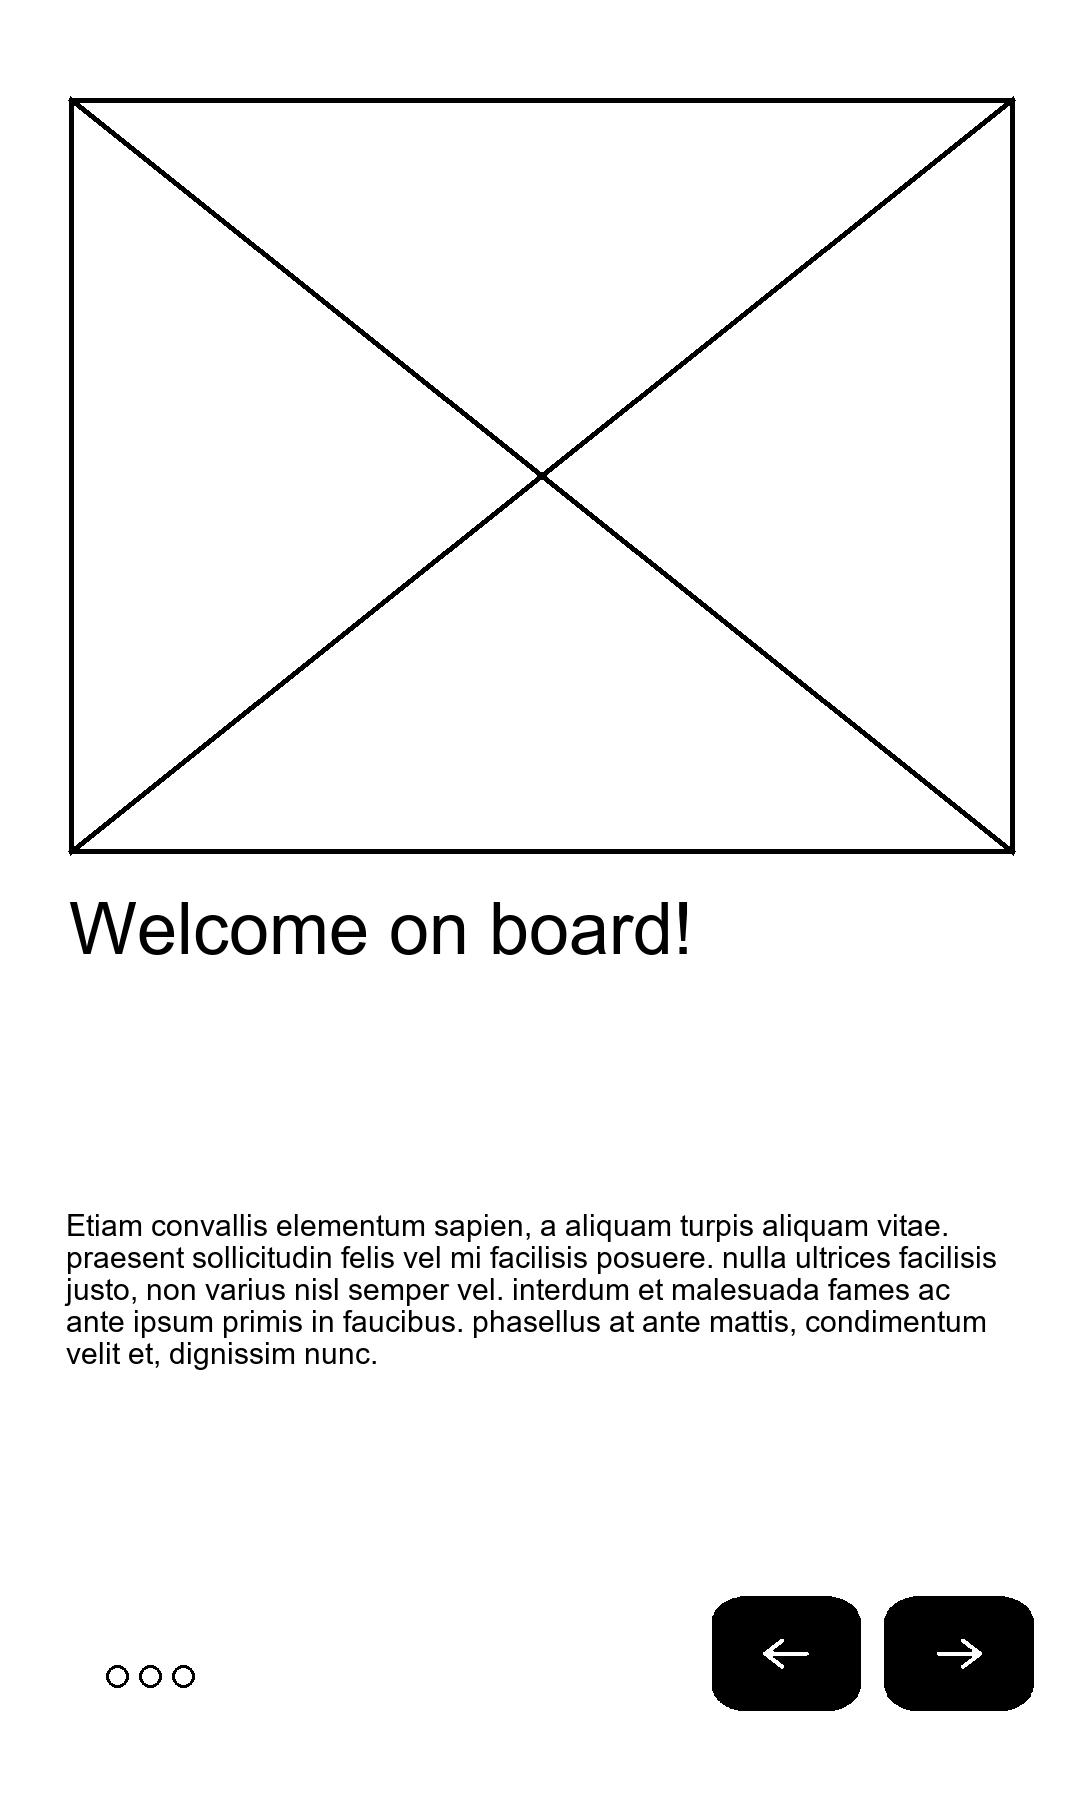 Welcome on board!
Etiam convallis elementum sapien, a aliquam turpis aliquam vitae.
praesent sollicitudin felis vel mi facilisis posuere. nulla ultrices facilisis
justo, non varius nisl semper vel. interdum et malesuada fames ac
ante ipsum primis in faucibus. phasellus at ante mattis, condimentum
velit et, dignissim nunc.